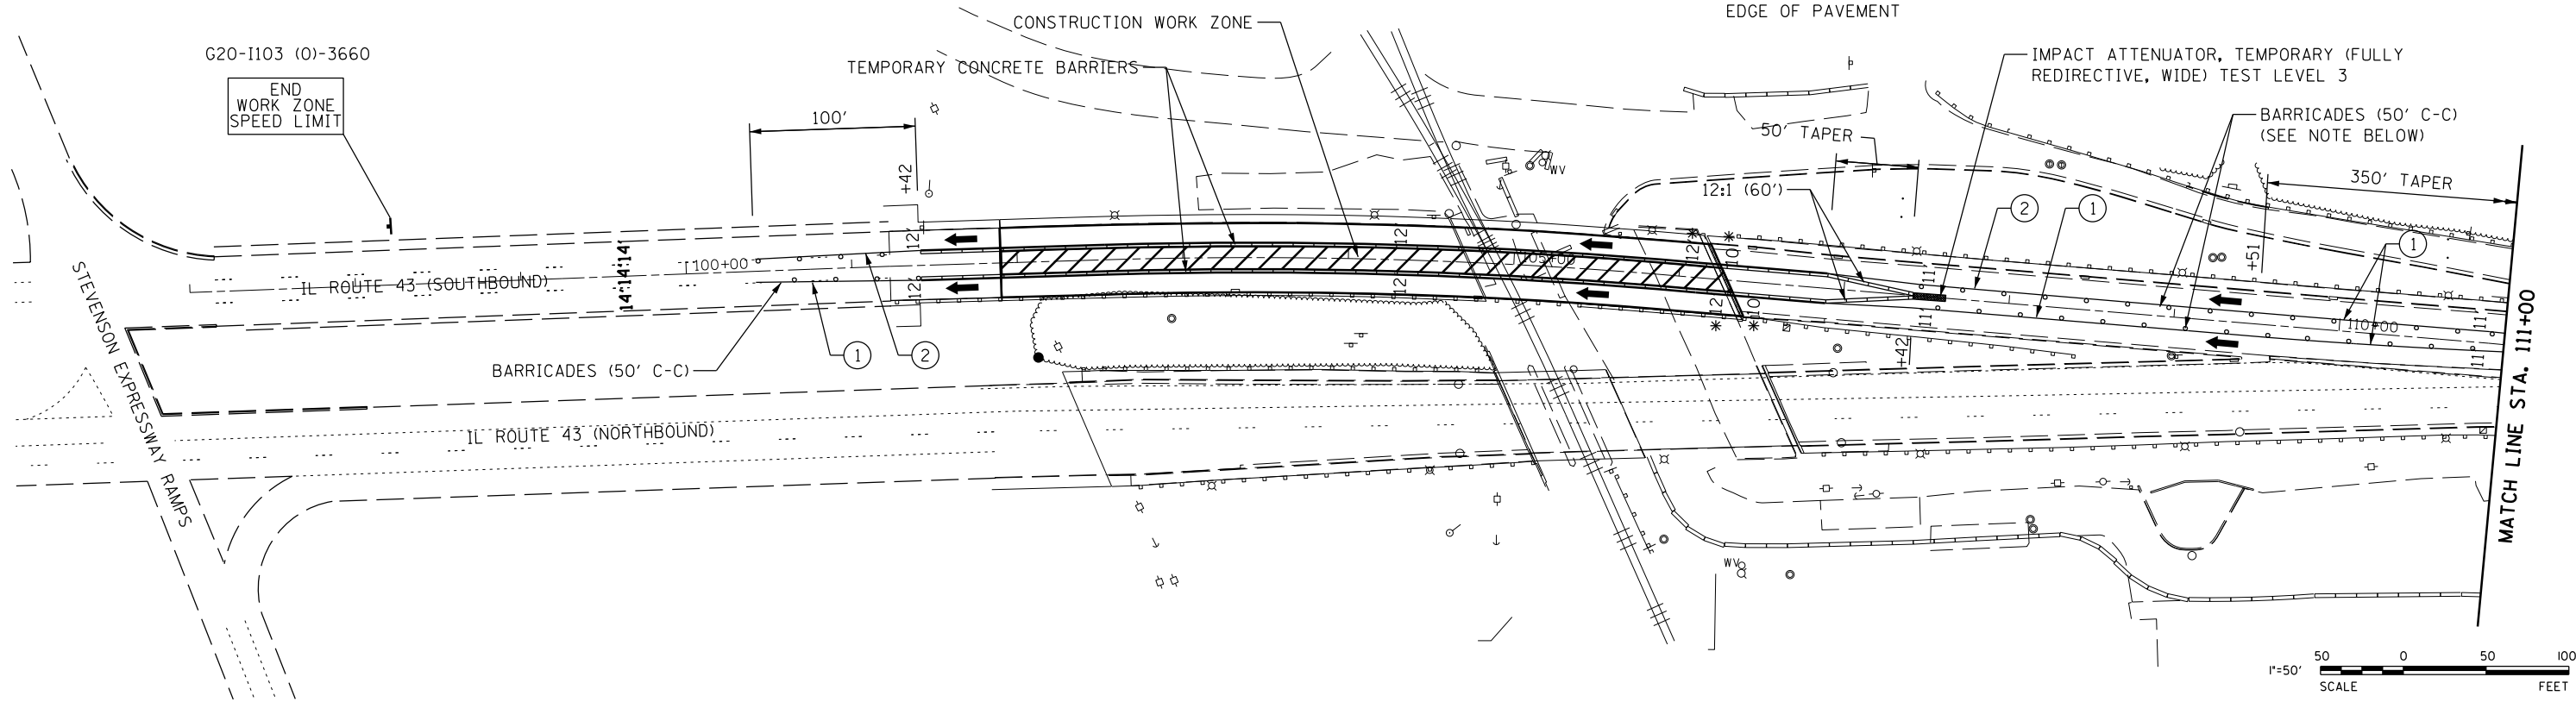 EDGE OF PAVEMENT
CONSTRUCTION WORK ZONE
G20-I103 (O)-3660
END
WORK ZONE
SPEED LIMIT
TEMPORARY CONCRETE BARRIERS
IMPACT ATTENUATOR, TEMPORARY (FULLY
REDIRECTIVE, WIDE) TEST LEVEL 3
BARRICADES (50' C-C)
(SEE NOTE BELOW)
100'
50' TAPER
12:1 (60')
350' TAPER
+42
WV
2
1
1
+51
12'
12'
12'
10'
11'
100+00
105+00
110+00
IL ROUTE 43 (SOUTHBOUND)
14'14'14'
12'
12'
12'
10'
11'
11'
11'
+42
BARRICADES (50' C-C)
1
2
STEVENSON EXPRESSWAY RAMPS
IL ROUTE 43 (NORTHBOUND)
MATCH LINE STA. 111+00
WV
50 0 50 100
1"=50'
SCALE FEET